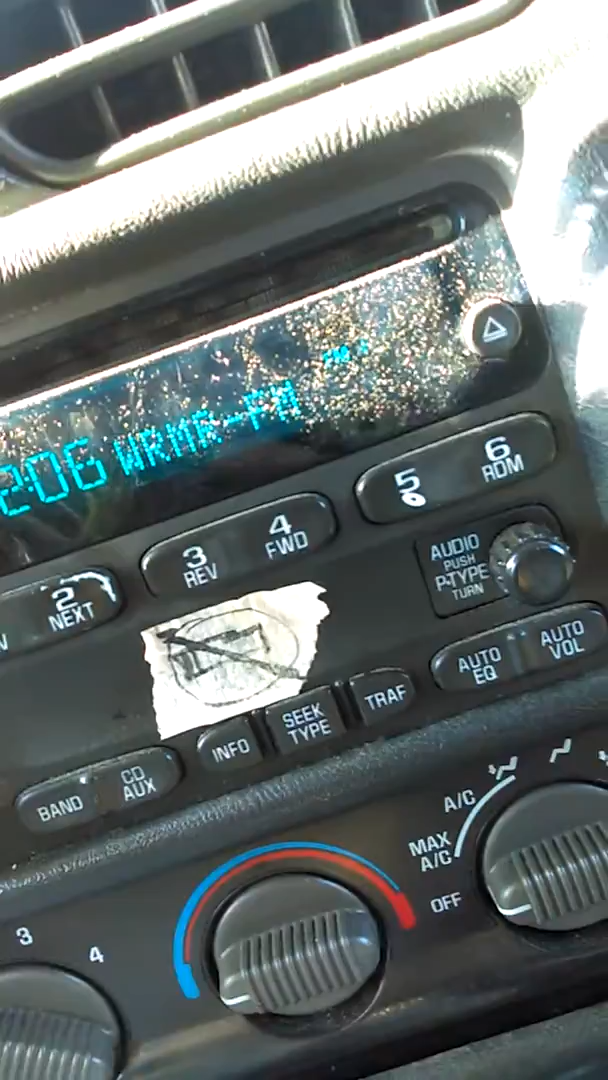 206 WRMR-FM
5
6
RDM
3
REV
4
FWD
2
NEXT
AUDIO
PUSH
P-TYPE
TURN
AUTO
EQ
AUTO
VOL
INFO
SEEK
TYPE
TRAF
BAND
CD
AUX
A/C
MAX
A/C
OFF
3
4